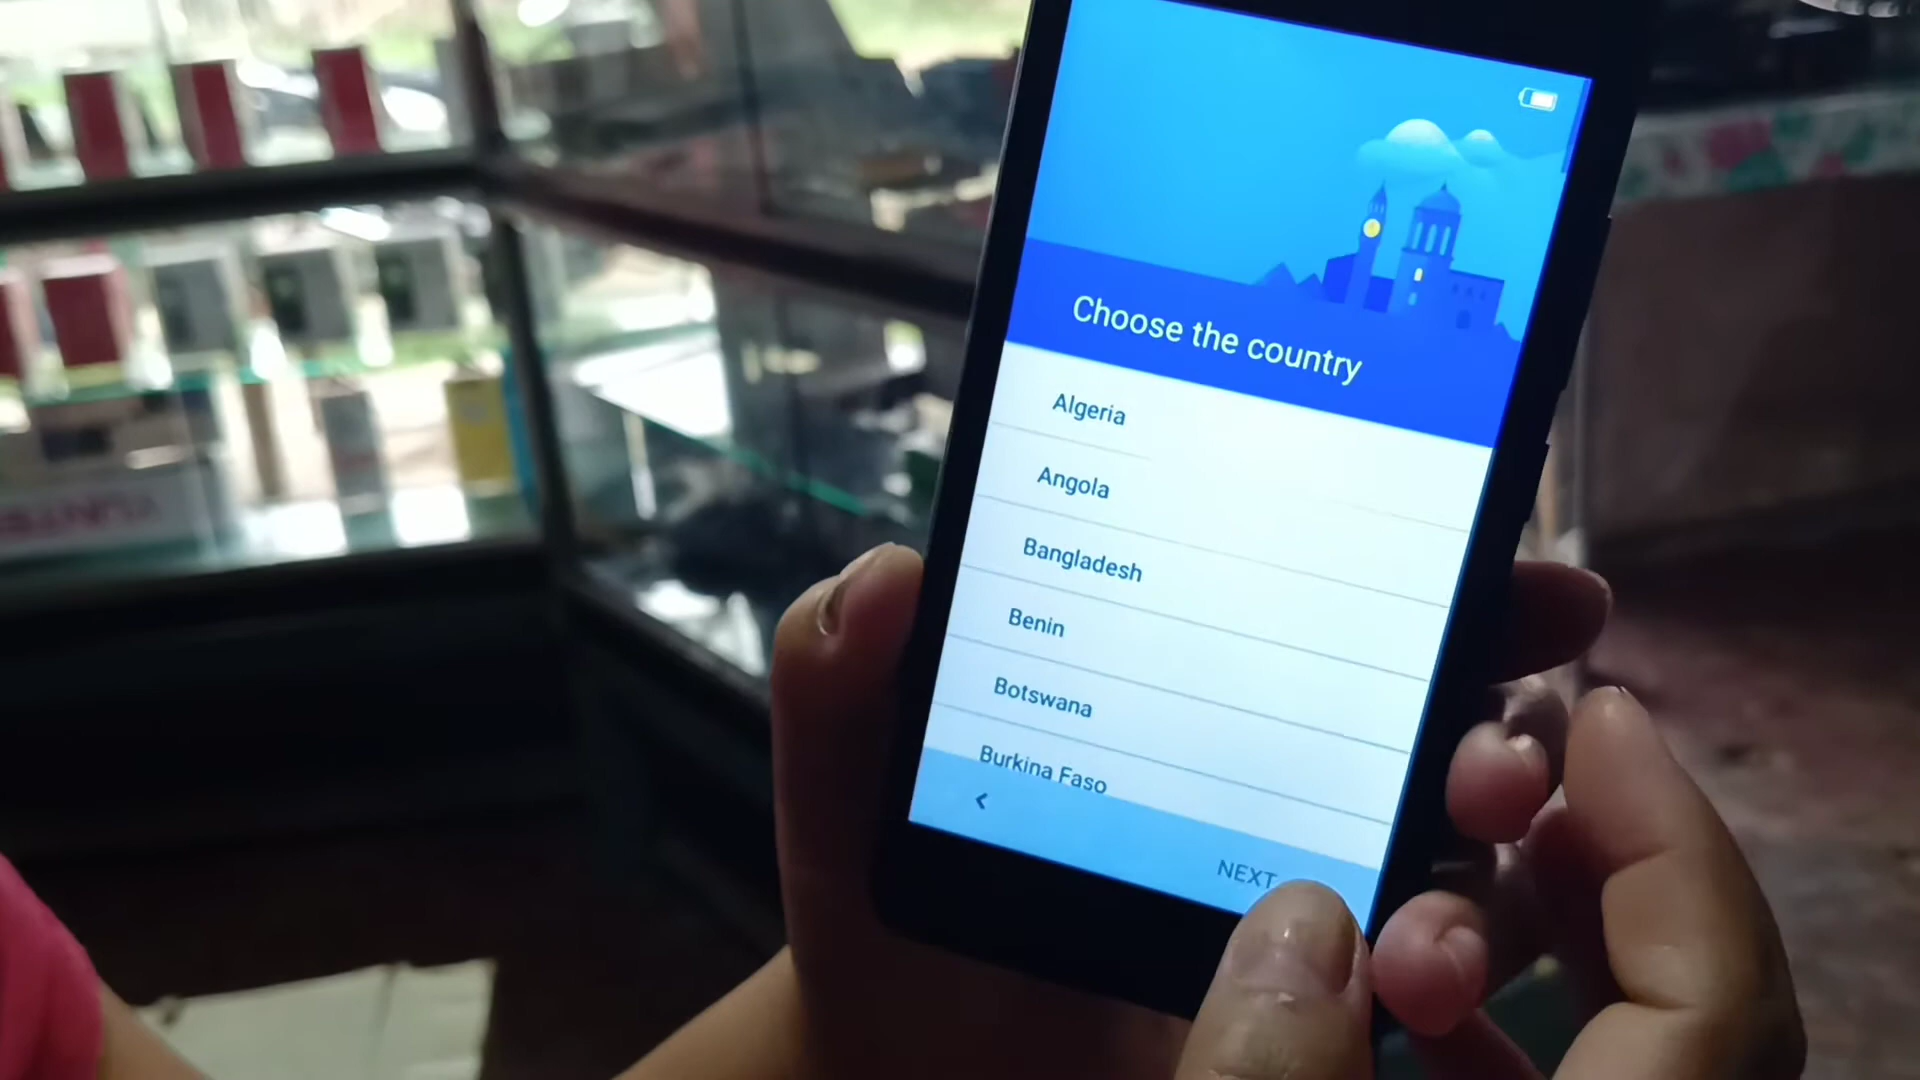 Choose the country
Algeria
Angola
Bangladesh
Benin
Botswana
Burkina Faso
NEXT